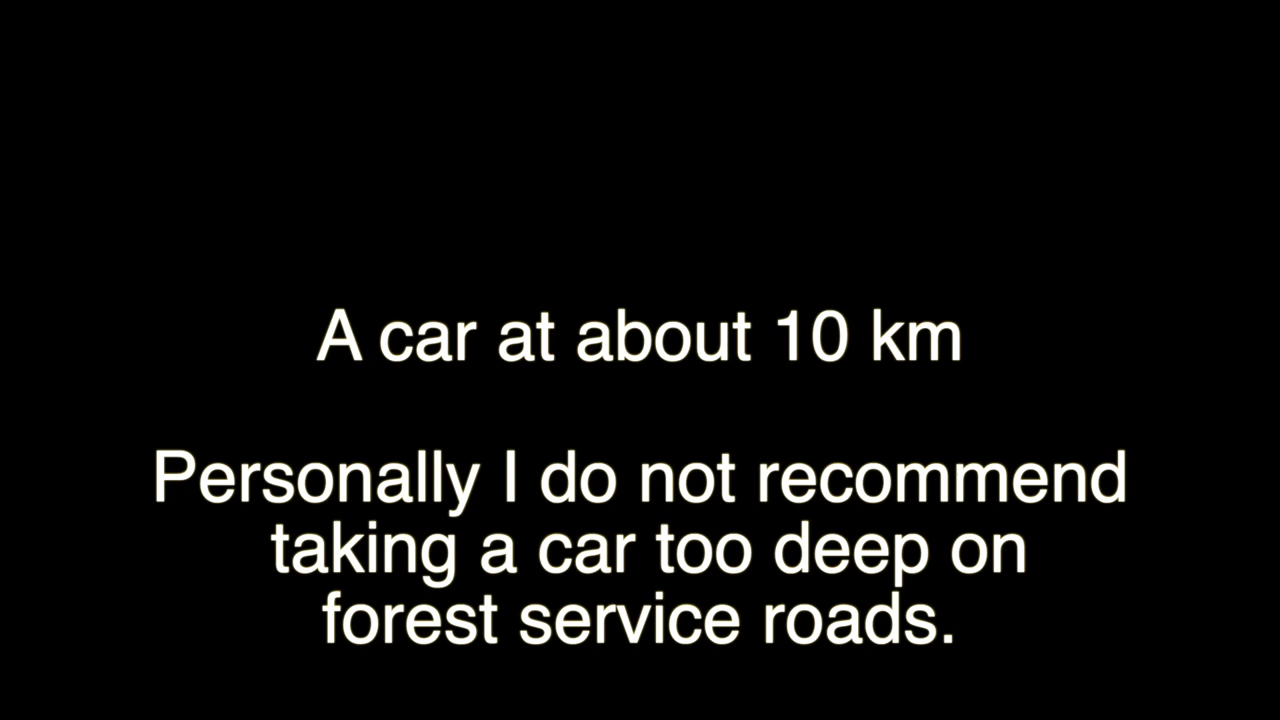 A car at about 10 km
Personally I do not recommend
taking a car too deep on
forest service roads.